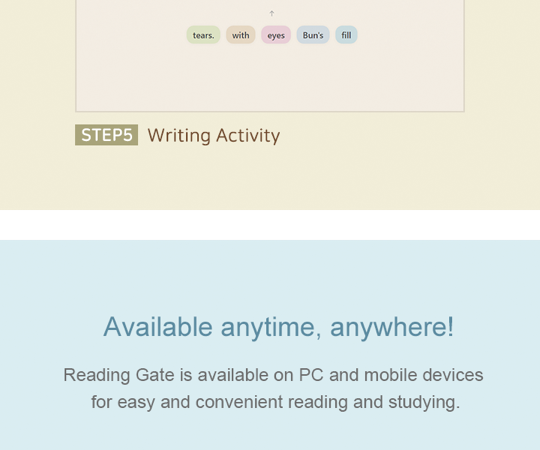 tears. with eyes Bun's fill
STEP5 Writing Activity
Available anytime, anywhere!
Reading Gate is available on PC and mobile devices
for easy and convenient reading and studying.